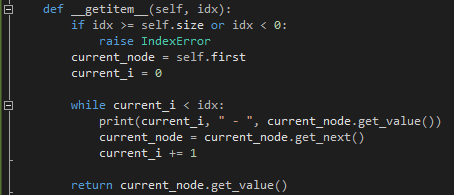 def __getitem__(self, idx):
    if idx >= self.size or idx < 0:
        raise IndexError
    current_node = self.first
    current_i = 0

    while current_i < idx:
        print(current_i, " - ", current_node.get_value())
        current_node = current_node.get_next()
        current_i += 1

    return current_node.get_value()